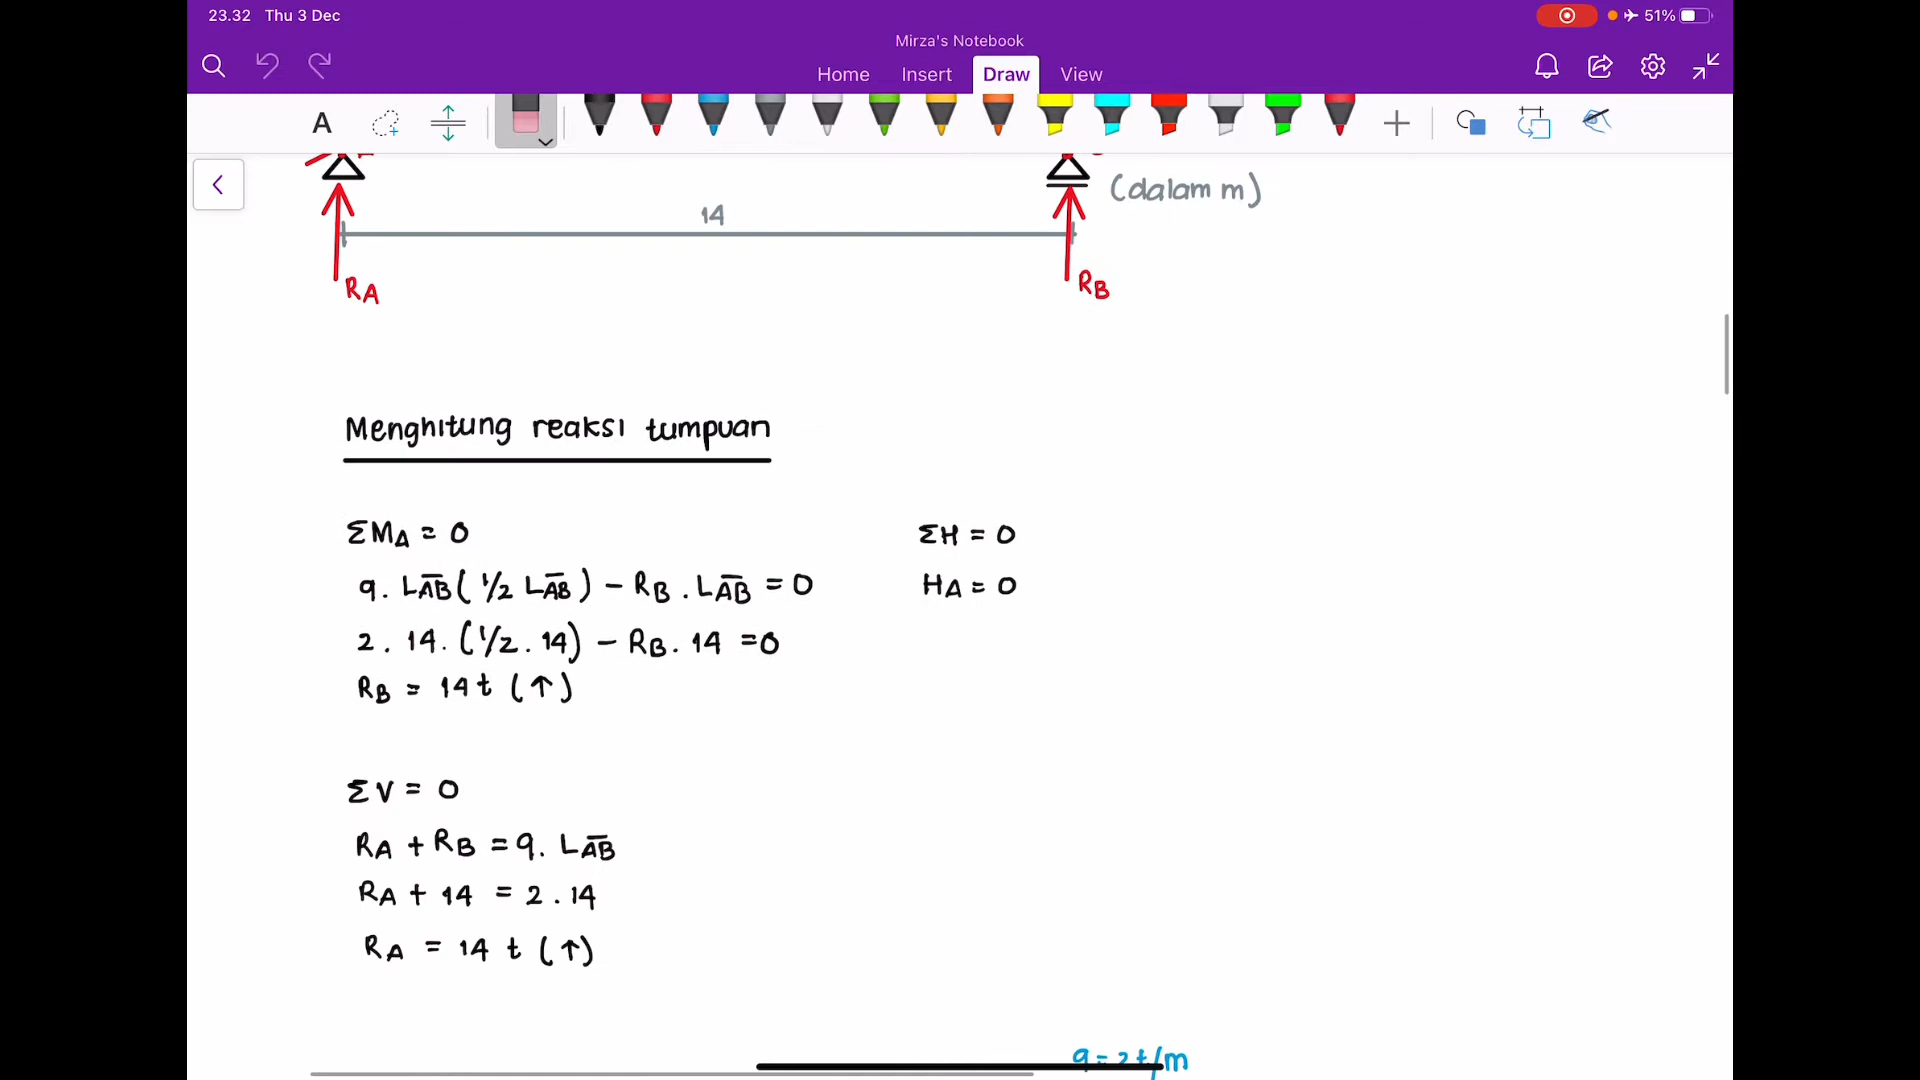 23.32 Thu 3 Dec
51%
Mirza's Notebook
Home Insert Draw View
A
(dalam m)
14
RA
RB
Menghitung reaksi tumpuan
ΣMA = 0
q. LAB (1/2 LAB) - RB . LAB = 0
2 . 14. (1/2 . 14) - RB . 14 = 0
RB = 14 t (↑)
ΣH = 0
HA = 0
ΣV = 0
RA + RB = q. LAB
RA + 14 = 2 . 14
RA = 14 t (↑)
q = 2 t/m